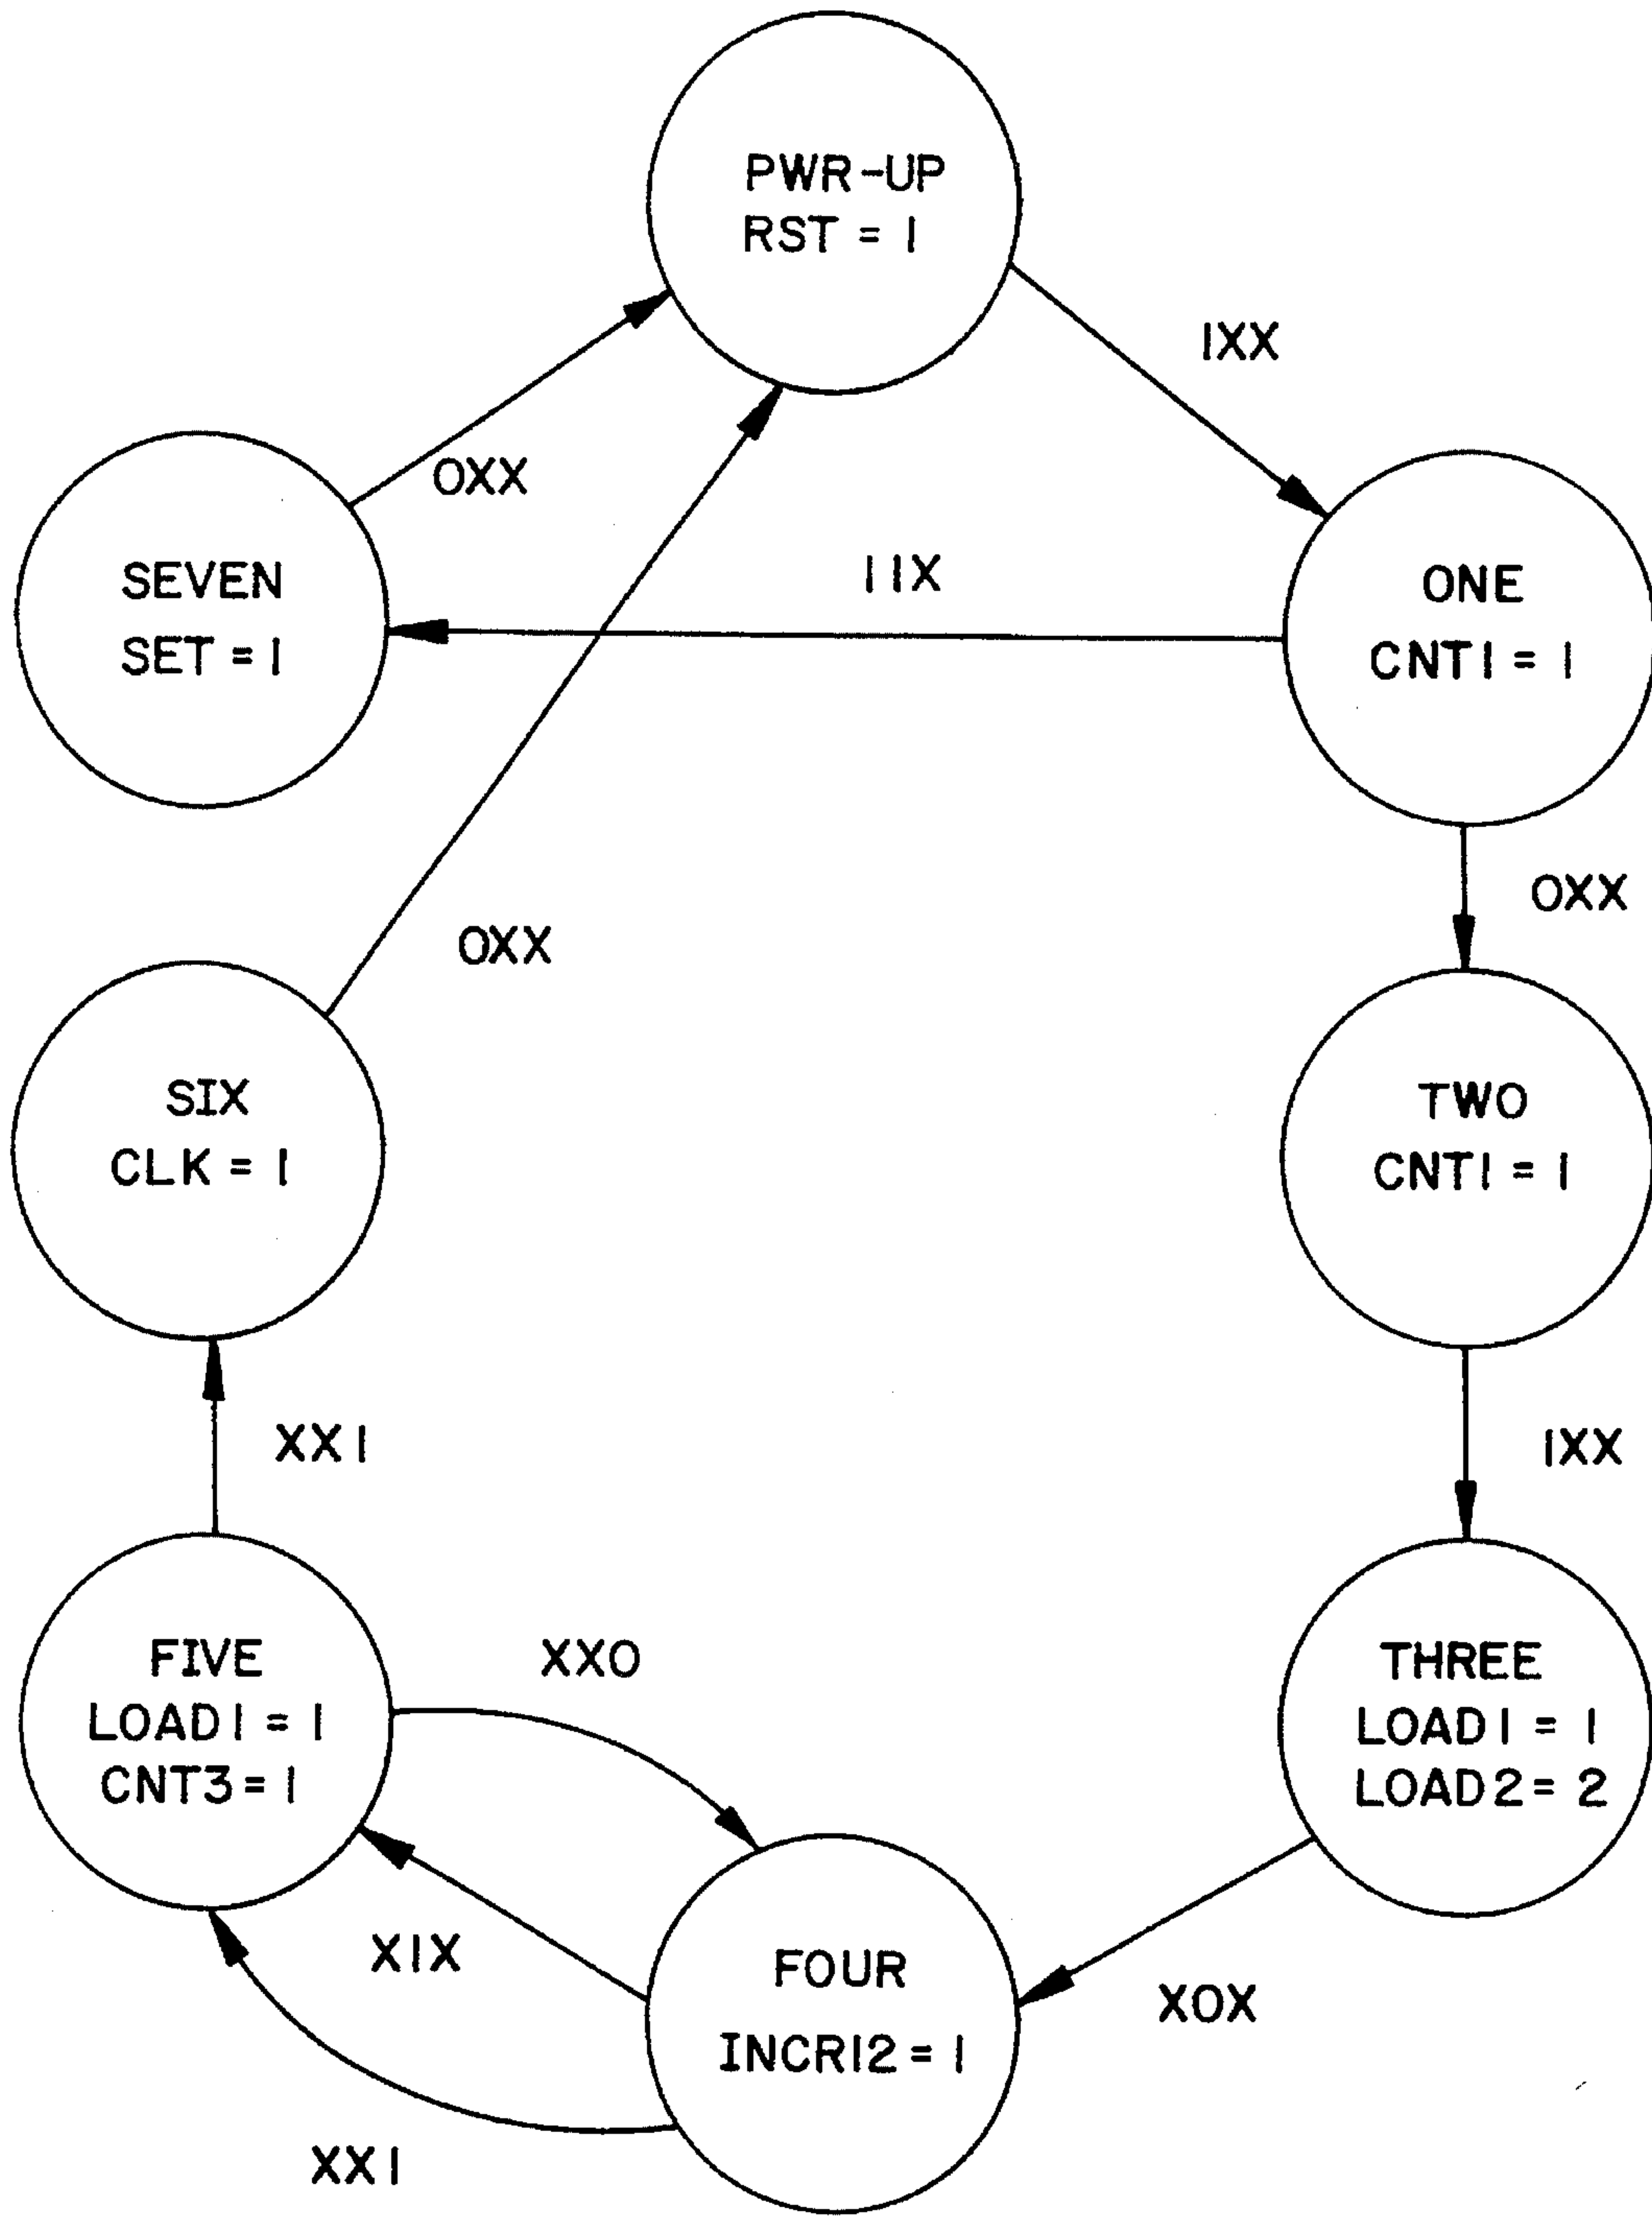 PWR-UP
RST = 1
1XX
0XX
11X
SEVEN
SET = 1
ONE
CNT1 = 1
0XX
0XX
SIX
CLK = 1
TWO
CNT1 = 1
XX1
1XX
FIVE
LOAD1 = 1
CNT3 = 1
XX0
THREE
LOAD1 = 1
LOAD2 = 2
X1X
FOUR
INCR12 = 1
X0X
XX1